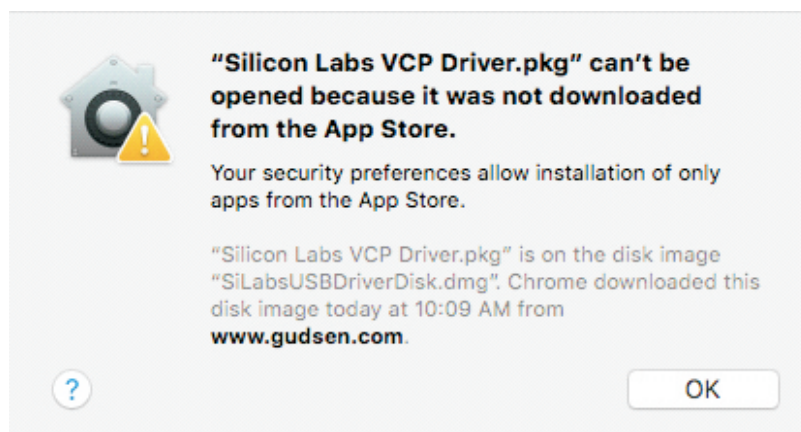 “Silicon Labs VCP Driver.pkg” can’t be
opened because it was not downloaded
from the App Store.
Your security preferences allow installation of only
apps from the App Store.
“Silicon Labs VCP Driver.pkg” is on the disk image
“SiLabsUSBDriverDisk.dmg”. Chrome downloaded this
disk image today at 10:09 AM from
www.gudsen.com.
?
OK